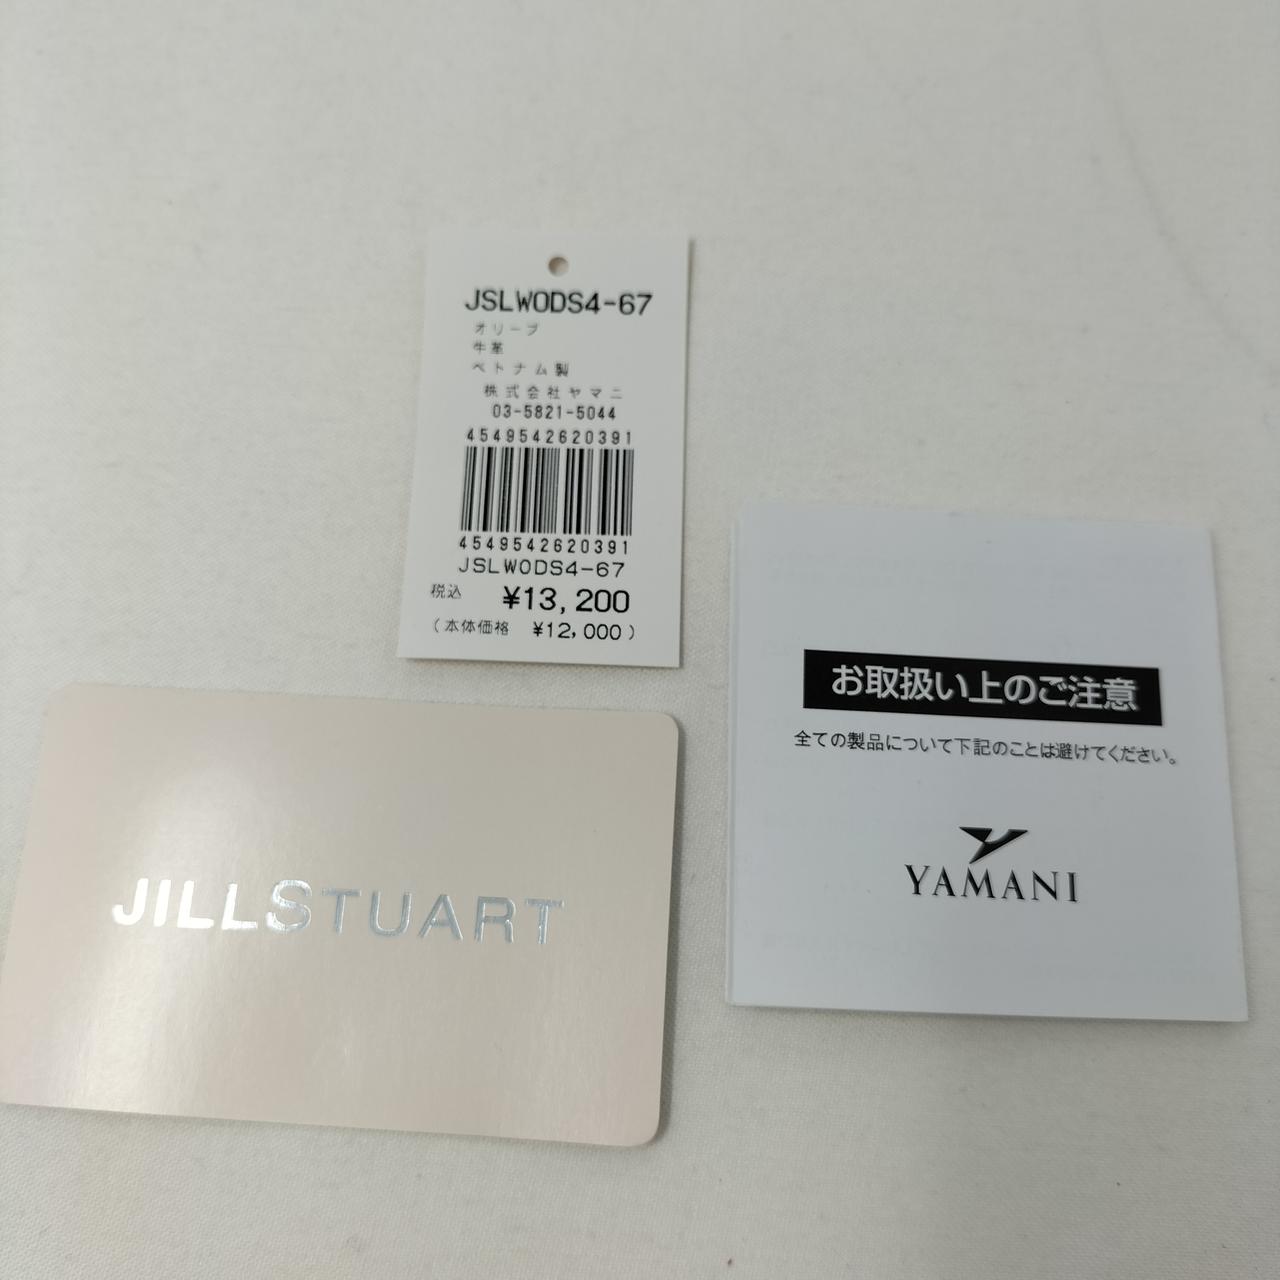 JSLW0DS4-67
オリーブ
牛革
ベトナム製
株式会社ヤマニ
03-5821-5044
4549542620391
4549542620391
JSLW0DS4-67
税込 ¥13,200
(本体価格 ¥12,000)
JILLSTUART
お取扱い上のご注意
全ての製品について下記のことは避けてください。
YAMANI